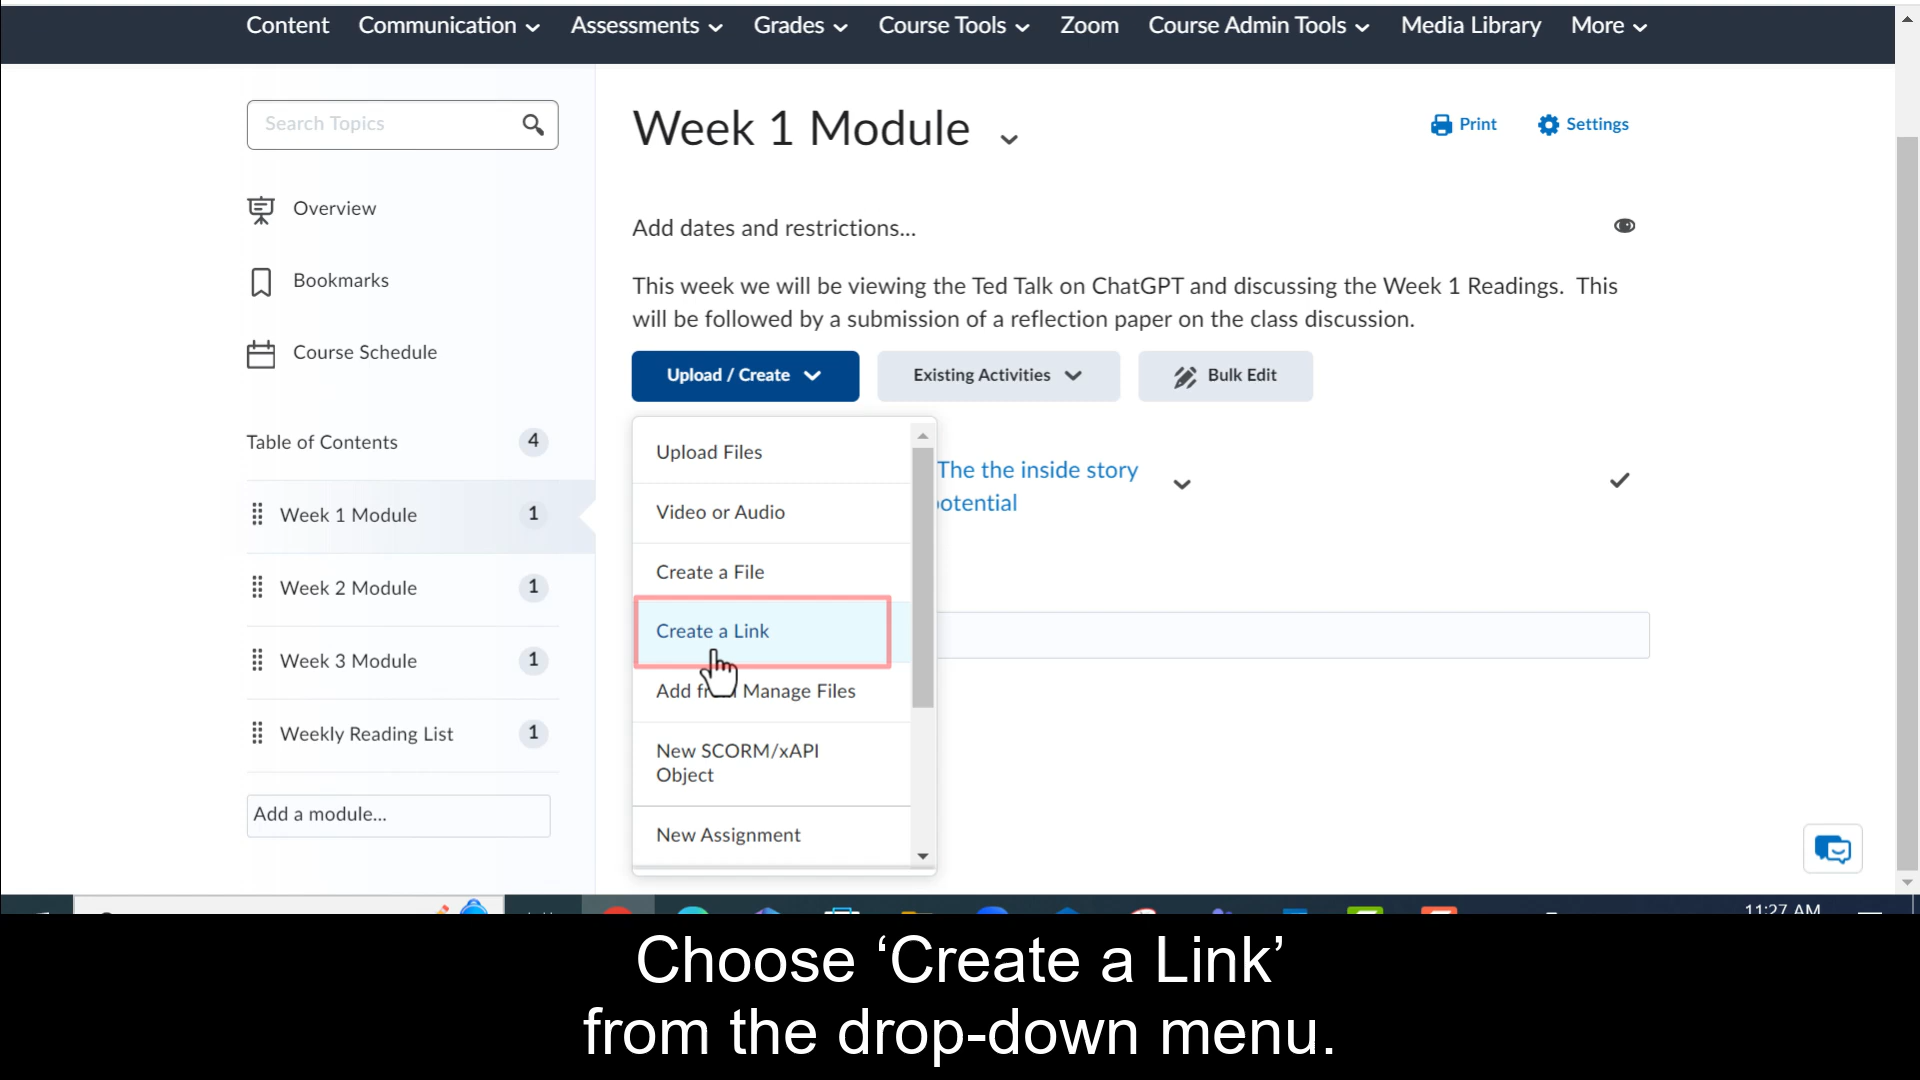 Content Communication Assessments Grades Course Tools Zoom Course Admin Tools Media Library More
Search Topics
Overview
Bookmarks
Course Schedule
Table of Contents 4
Week 1 Module 1
Week 2 Module 1
Week 3 Module 1
Weekly Reading List 1
Add a module...
Week 1 Module
Print
Settings
Add dates and restrictions...
This week we will be viewing the Ted Talk on ChatGPT and discussing the Week 1 Readings. This
will be followed by a submission of a reflection paper on the class discussion.
Upload / Create
Existing Activities
Bulk Edit
Upload Files
Video or Audio
Create a File
Create a Link
Add Manage Files
New SCORM/xAPI
Object
New Assignment
The the inside story
otential
11:27 AM
Choose ‘Create a Link’
from the drop-down menu.